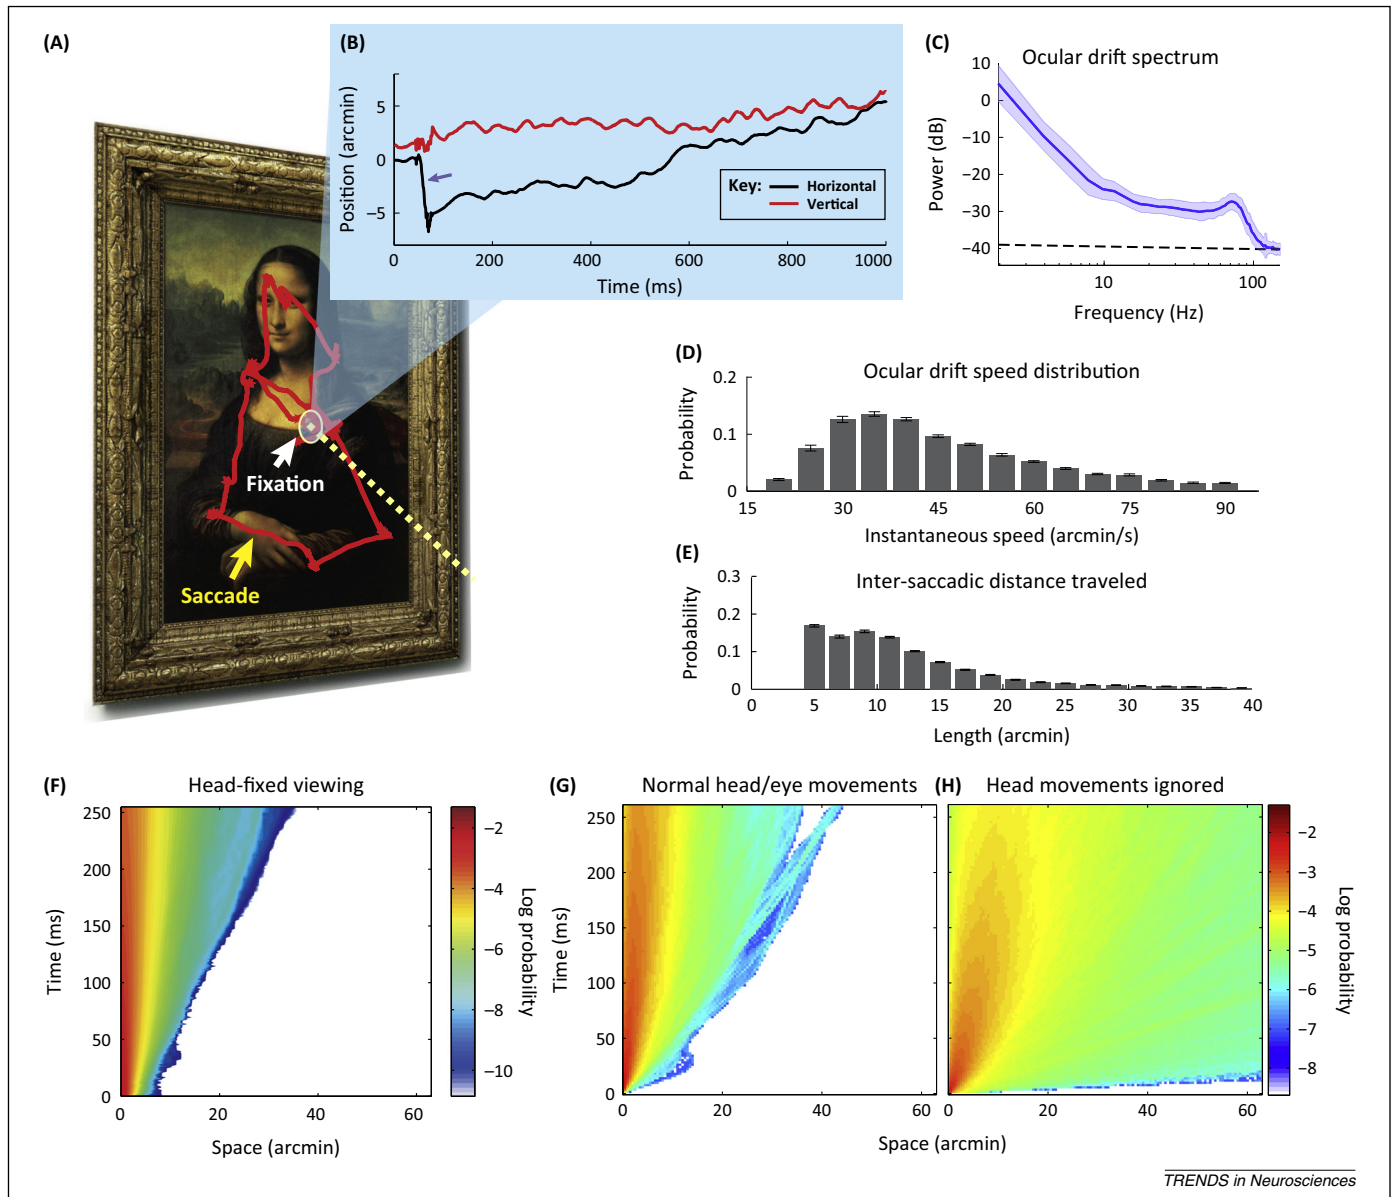 (A)
Fixation
Saccade
(B)
Position (arcmin)
5
0
−5
0 200 400 600 800 1000
Time (ms)
Key: Horizontal
Vertical
(C)
Ocular drift spectrum
Power (dB)
10
0
−10
−20
−30
−40
10 100
Frequency (Hz)
(D)
Ocular drift speed distribution
Probability
0.2
0.1
0
15 30 45 60 75 90
Instantaneous speed (arcmin/s)
(E)
Inter-saccadic distance traveled
Probability
0.3
0.2
0.1
0
0 5 10 15 20 25 30 35 40
Length (arcmin)
(F)
Head-fixed viewing
Time (ms)
250
200
150
100
50
0
0 20 40 60
Space (arcmin)
−2
−4
−6
−8
−10
Log probability
(G)
Normal head/eye movements
Time (ms)
250
200
150
100
50
0
0 20 40 60
(H)
Head movements ignored
0 20 40 60
Space (arcmin)
−2
−3
−4
−5
−6
−7
−8
Log probability
TRENDS in Neurosciences